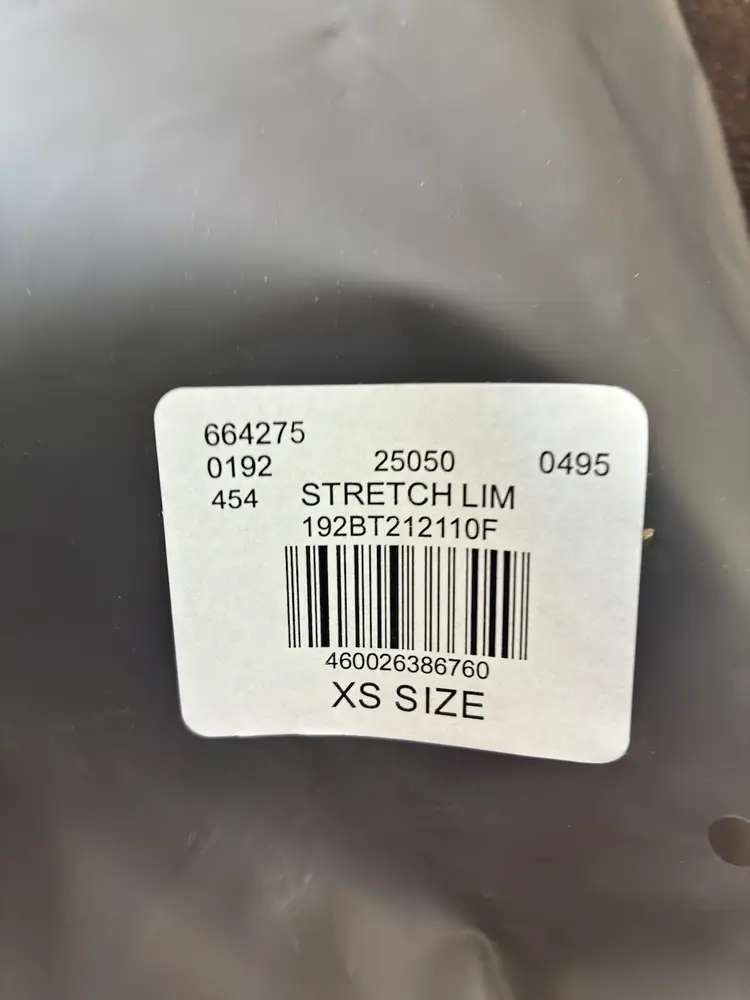 664275
0192 25050 0495
454 STRETCH LIM
192BT212110F
460026386760
XS SIZE